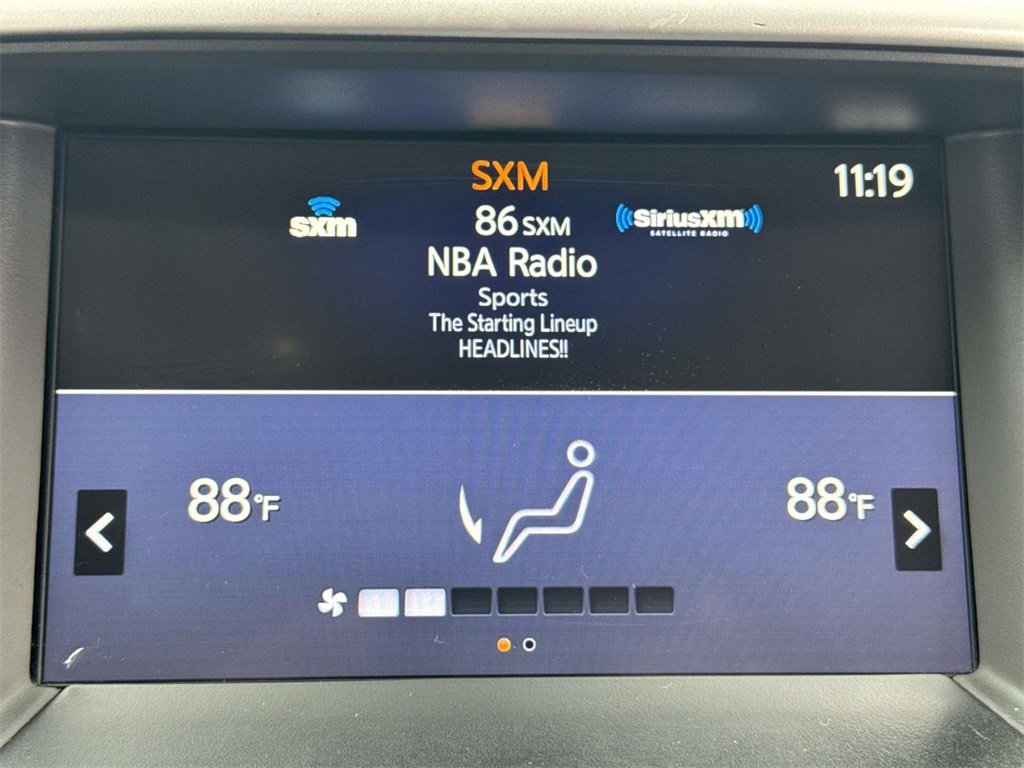 SXM
11:19
sxm
86 SXM
SiriusXM
SATELLITE RADIO
NBA Radio
Sports
The Starting Lineup
HEADLINES!!
88°F
88°F